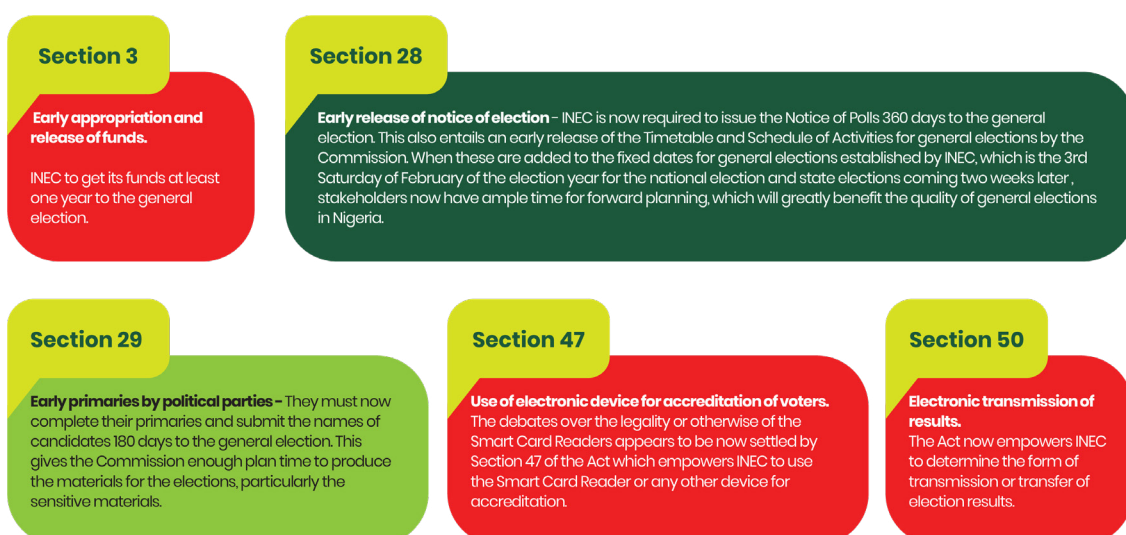 Section 3
Early appropriation and
release of funds.
INEC to get its funds at least
one year to the general
election.
Section 28
Early release of notice of election - INEC is now required to issue the Notice of Polls 360 days to the general
election. This also entails an early release of the Timetable and Schedule of Activities for general elections by the
Commission. When these are added to the fixed dates for general elections established by INEC, which is the 3rd
Saturday of February of the election year for the national election and state elections coming two weeks later ,
stakeholders now have ample time for forward planning, which will greatly benefit the quality of general elections
in Nigeria.
Section 29
Early primaries by political parties - They must now
complete their primaries and submit the names of
candidates 180 days to the general election. This
gives the Commission enough plan time to produce
the materials for the elections, particularly the
sensitive materials.
Section 47
Use of electronic device for accreditation of voters.
The debates over the legality or otherwise of the
Smart Card Readers appears to be now settled by
Section 47 of the Act which empowers INEC to use
the Smart Card Reader or any other device for
accreditation.
Section 50
Electronic transmission of
results.
The Act now empowers INEC
to determine the form of
transmission or transfer of
election results.